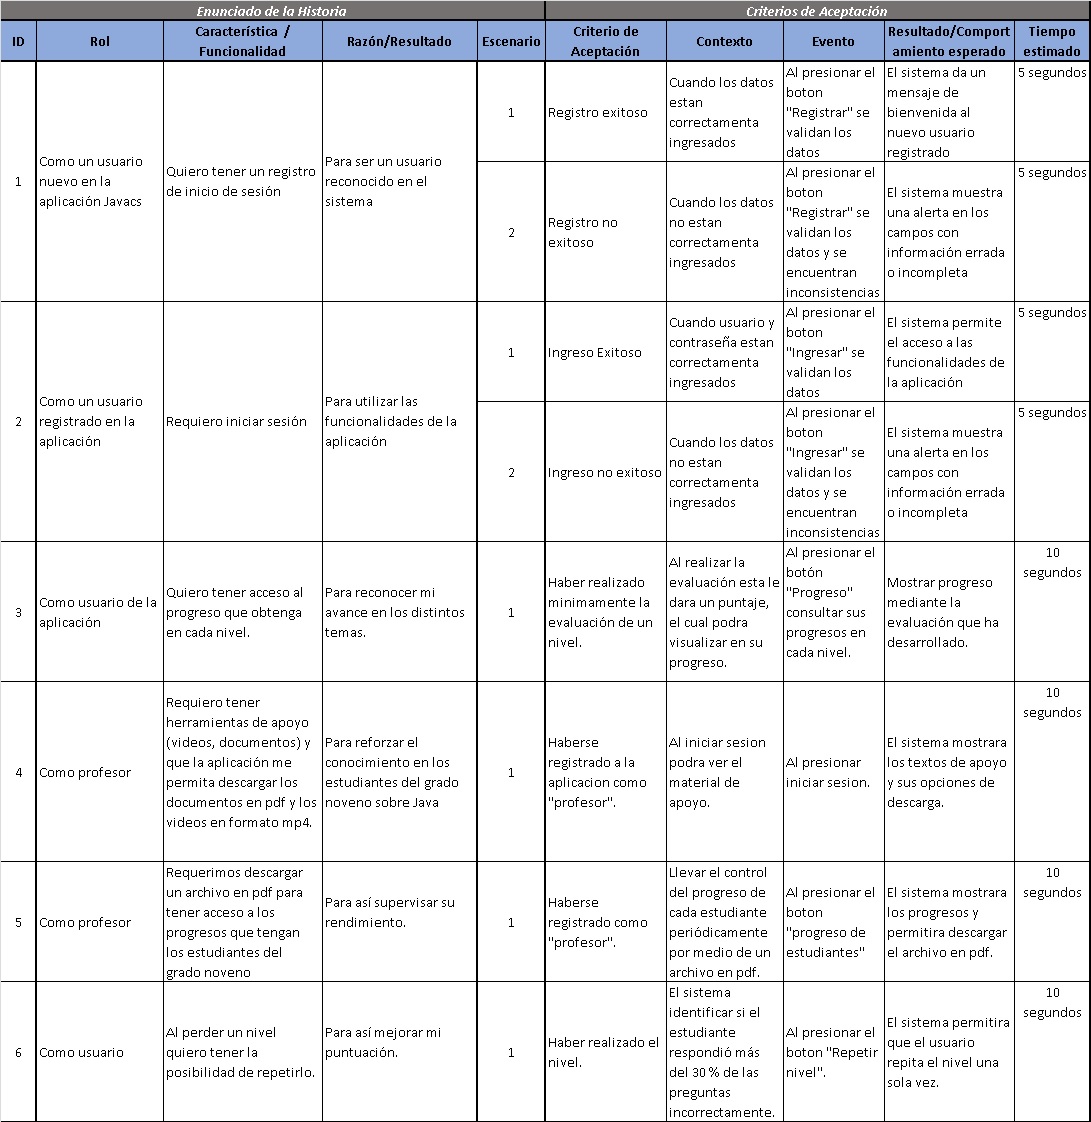 Enunciado de la Historia
Criterios de Aceptación
ID
Rol
Característica /
Funcionalidad
Razón/Resultado
Escenario
Criterio de
Aceptación
Contexto
Evento
Resultado/Comport
amiento esperado
Tiempo
estimado
1
Como un usuario
nuevo en la
aplicación Javacs
Quiero tener un registro
de inicio de sesión
Para ser un usuario
reconocido en el
sistema
1
Registro exitoso
Cuando los datos
estan
correctamenta
ingresados
Al presionar el
boton
"Registrar" se
validan los
datos
El sistema da un
mensaje de
bienvenida al
nuevo usuario
registrado
5 segundos
2
Registro no
exitoso
Cuando los datos
no estan
correctamenta
ingresados
Al presionar el
boton
"Registrar" se
validan los
datos y se
encuentran
inconsistencias
El sistema muestra
una alerta en los
campos con
información errada
o incompleta
5 segundos
2
Como un usuario
registrado en la
aplicación
Requiero iniciar sesión
Para utilizar las
funcionalidades de la
aplicación
1
Ingreso Exitoso
Cuando usuario y
contraseña estan
correctamenta
ingresados
Al presionar el
boton
"Ingresar" se
validan los
datos
El sistema permite
el acceso a las
funcionalidades de
la aplicación
5 segundos
2
Ingreso no exitoso
Cuando los datos
no estan
correctamenta
ingresados
Al presionar el
boton
"Ingresar" se
validan los
datos y se
encuentran
inconsistencias
El sistema muestra
una alerta en los
campos con
información errada
o incompleta
5 segundos
3
Como usuario de la
aplicación
Quiero tener acceso al
progreso que obtenga
en cada nivel.
Para reconocer mi
avance en los distintos
temas.
1
Haber realizado
minimamente la
evaluación de un
nivel.
Al realizar la
evaluación esta le
dara un puntaje,
el cual podra
visualizar en su
progreso.
Al presionar el
botón
"Progreso"
consultar sus
progresos en
cada nivel.
Mostrar progreso
mediante la
evaluación que ha
desarrollado.
10
segundos
4
Como profesor
Requiero tener
herramientas de apoyo
(videos, documentos) y
que la aplicación me
permita descargar los
documentos en pdf y los
videos en formato mp4.
Para reforzar el
conocimiento en los
estudiantes del grado
noveno sobre Java
1
Haberse
registrado a la
aplicacion como
"profesor".
Al iniciar sesion
podra ver el
material de
apoyo.
Al presionar
iniciar sesion.
El sistema mostrara
los textos de apoyo
y sus opciones de
descarga.
10
segundos
5
Como profesor
Requerimos descargar
un archivo en pdf para
tener acceso a los
progresos que tengan
los estudiantes del
grado noveno
Para así supervisar su
rendimiento.
1
Haberse
registrado como
"profesor".
Llevar el control
del progreso de
cada estudiante
periódicamente
por medio de un
archivo en pdf.
Al presionar el
boton
"progreso de
estudiantes"
El sistema mostrara
los progresos y
permitira descargar
el archivo en pdf.
10
segundos
6
Como usuario
Al perder un nivel
quiero tener la
posibilidad de repetirlo.
Para así mejorar mi
puntuación.
1
Haber realizado el
nivel.
El sistema
identificar si el
estudiante
respondió más
del 30% de las
preguntas
incorrectamente.
Al presionar el
boton "Repetir
nivel".
El sistema permitira
que el usuario
repita el nivel una
sola vez.
10
segundos